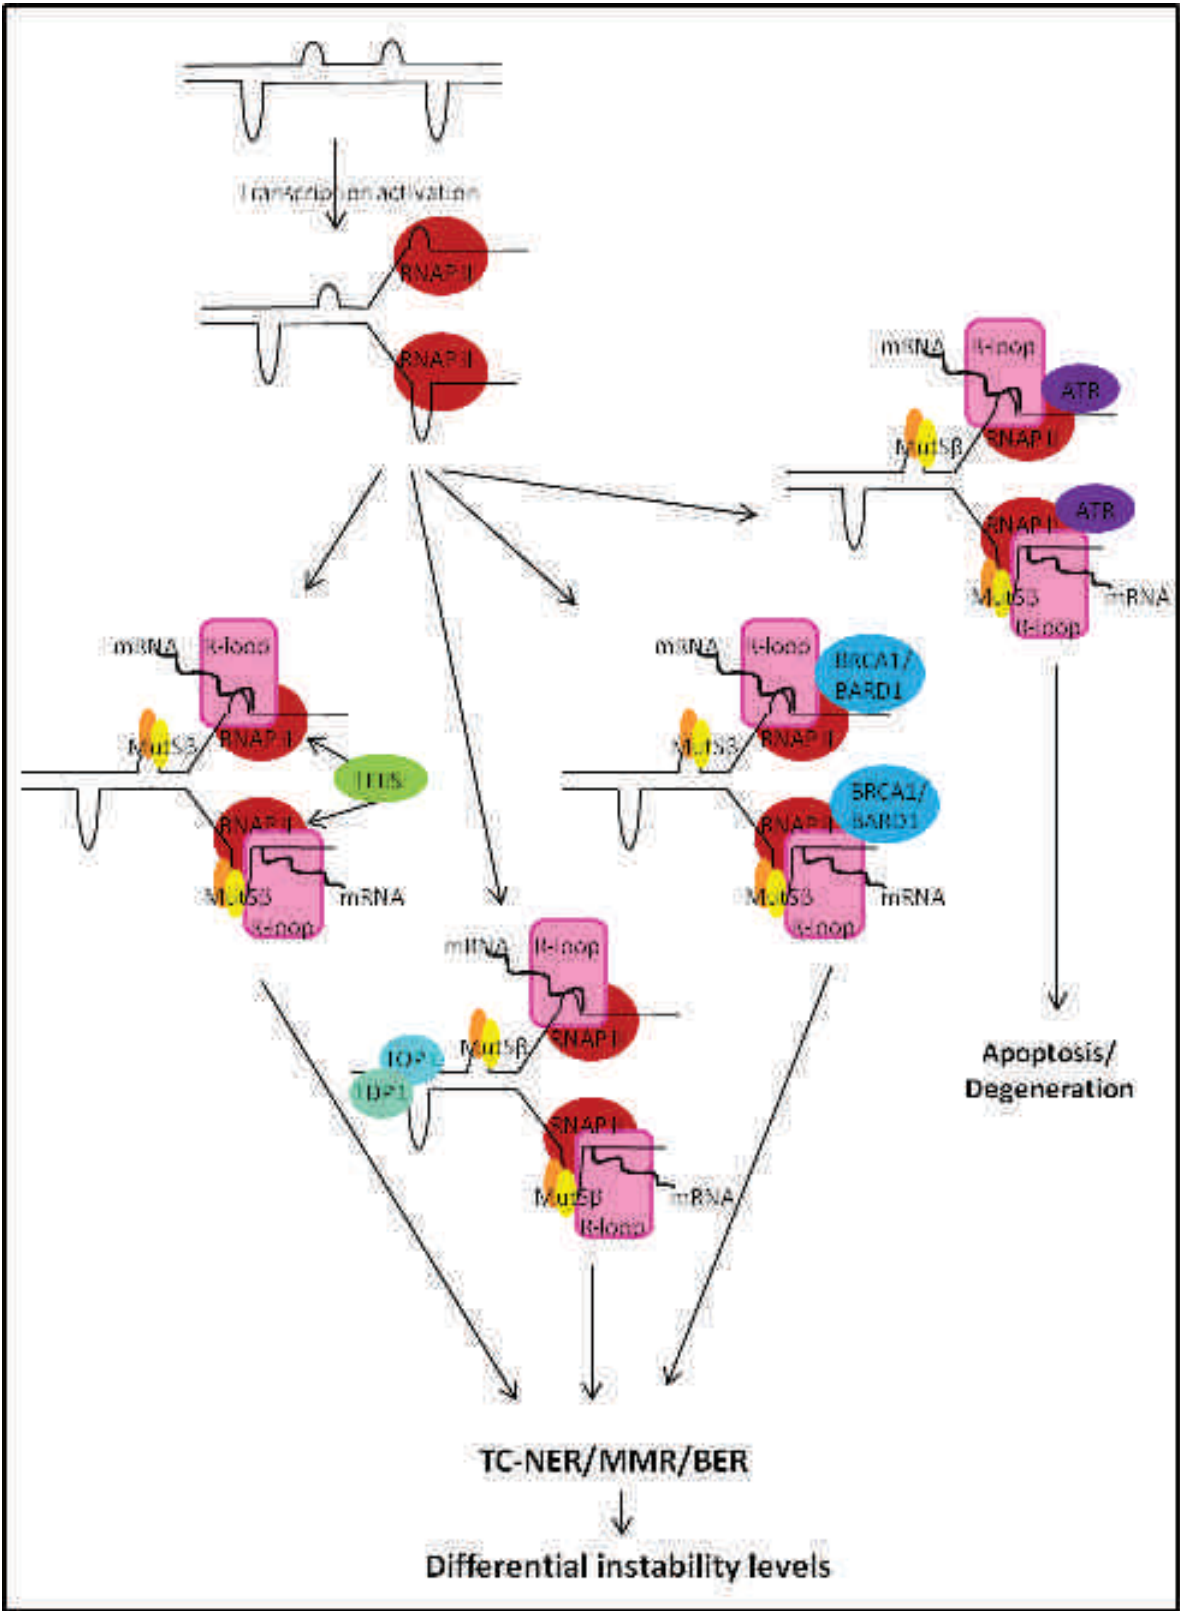 Transcription activation
RNAP II
RNAP II
mRNA
R-loop
ATR
RNAP II
MutSβ
ATR
RNAP II
MutSβ
mRNA
R-loop
mRNA
R-loop
MutSβ
RNAP II
TFIIS
RNAP II
MutSβ
mRNA
R-loop
mRNA
R-loop
BRCA1/
BARD1
MutSβ
RNAP II
BRCA1/
BARD1
RNAP II
MutSβ
mRNA
R-loop
mRNA
R-loop
MutSβ
RNAP II
TOP1
TDP1
RNAP II
MutSβ
mRNA
R-loop
Apoptosis/
Degeneration
TC-NER/MMR/BER
Differential instability levels